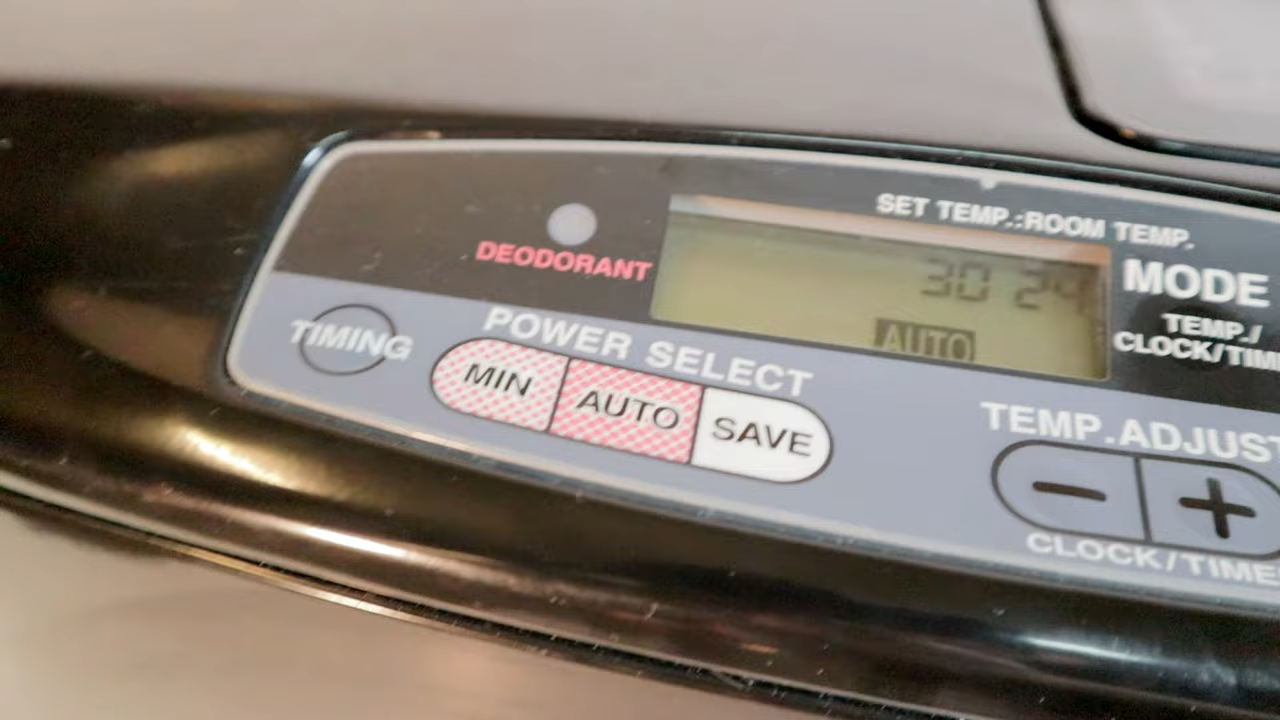 SET TEMP.:ROOM TEMP.
DEODORANT
30 24
AUTO
MODE
TEMP./
CLOCK/TIM
TIMING
POWER SELECT
MIN AUTO SAVE
TEMP.ADJUST
− +
CLOCK/TIME